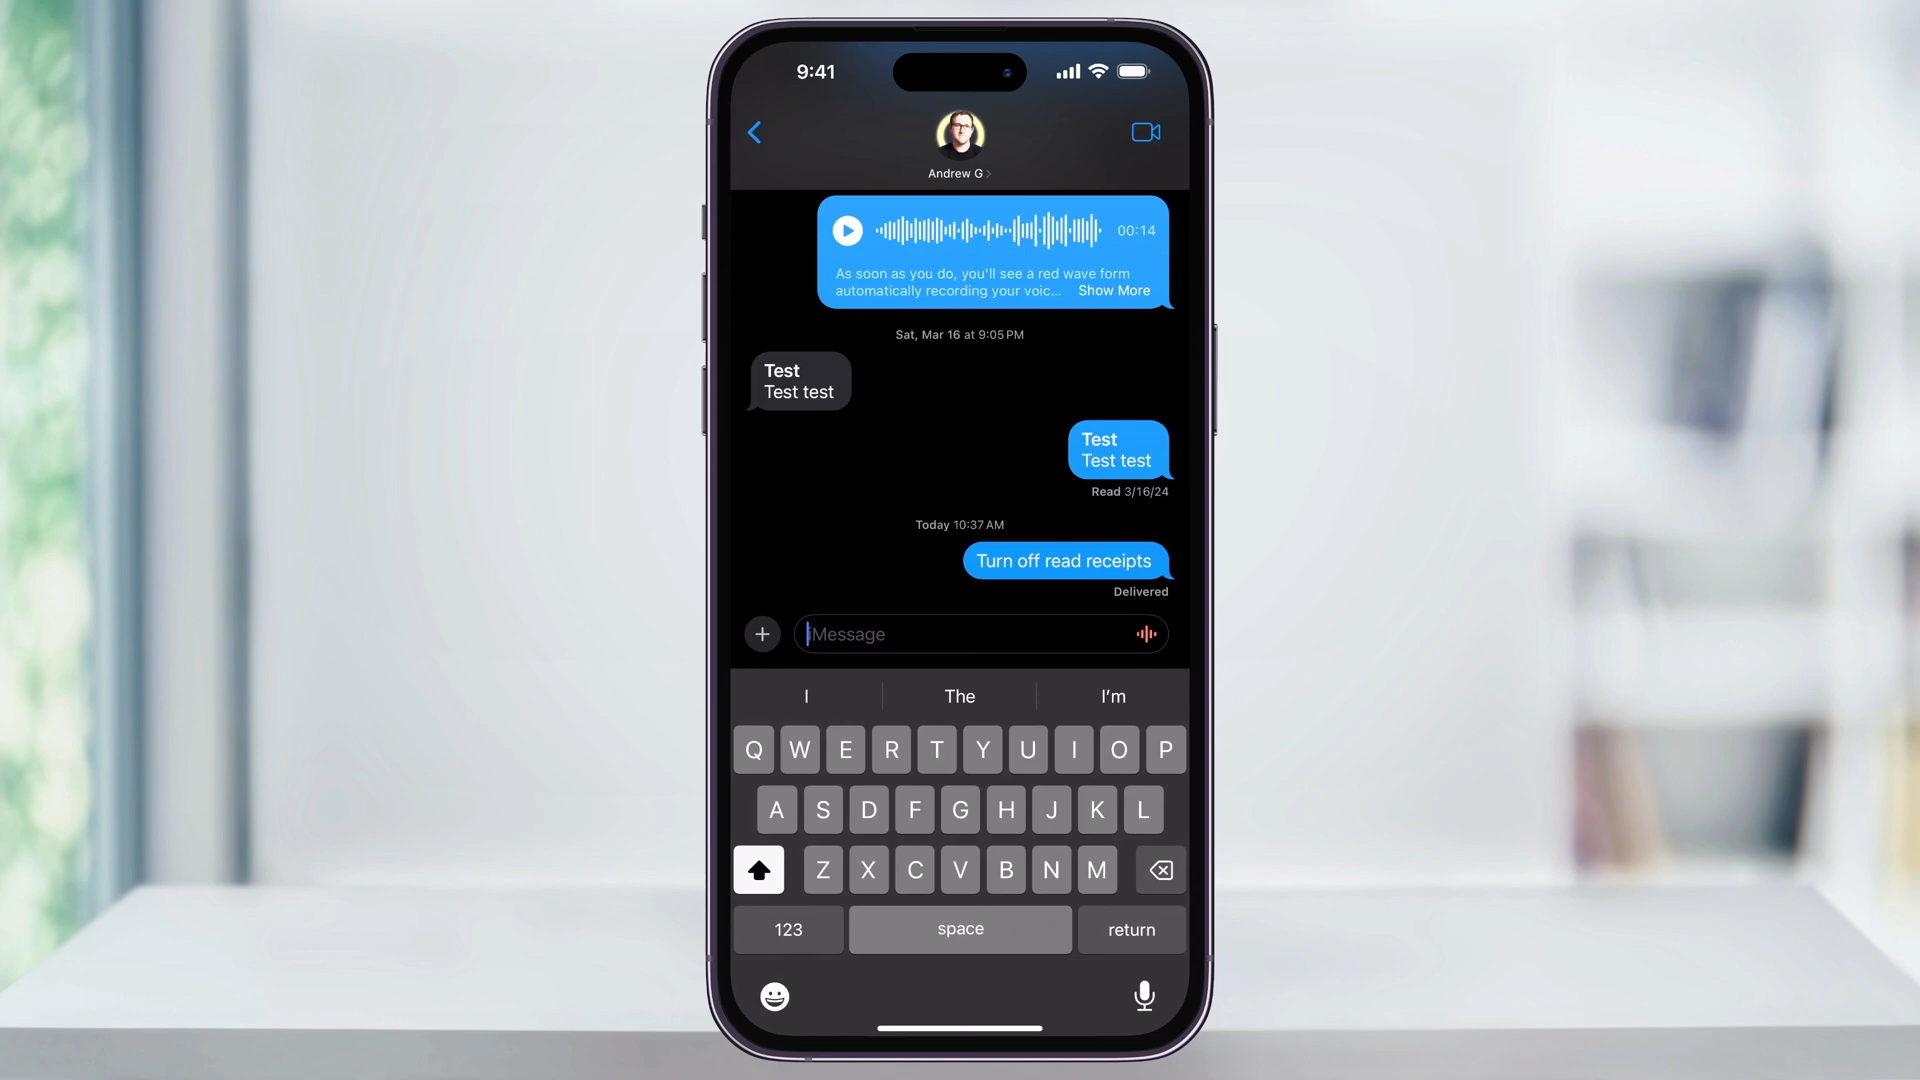 9:41
Andrew G
00:14
As soon as you do, you'll see a red wave form
automatically recording your voic... Show More
Sat, Mar 16 at 9:05 PM
Test
Test test
Test
Test test
Read 3/16/24
Today 10:37 AM
Turn off read receipts
Delivered
iMessage
I The I'm
Q W E R T Y U I O P
A S D F G H J K L
Z X C V B N M
123 space return